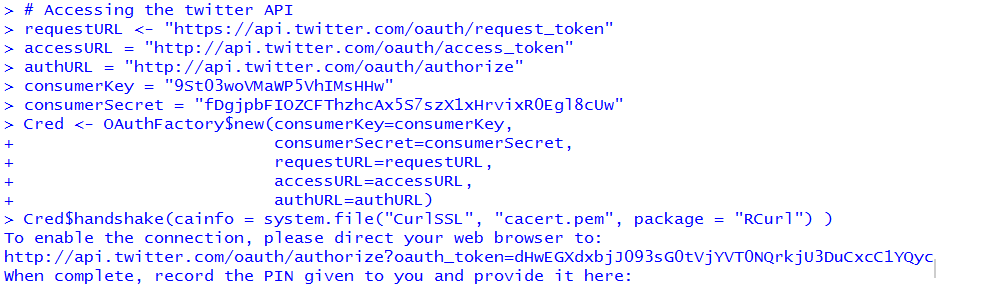 > # Accessing the twitter API
> requestURL <- "https://api.twitter.com/oauth/request_token"
> accessURL = "http://api.twitter.com/oauth/access_token"
> authURL = "http://api.twitter.com/oauth/authorize"
> consumerKey = "9St03woVMaWP5VhIMsHHw"
> consumerSecret = "fDgjpbFIOZCFThzhcAx5S7szX1xHrvixR0Egl8cUw"
> Cred <- OAuthFactory$new(consumerKey=consumerKey,
+ consumerSecret=consumerSecret,
+ requestURL=requestURL,
+ accessURL=accessURL,
+ authURL=authURL)
> Cred$handshake(cainfo = system.file("CurlSSL", "cacert.pem", package = "RCurl") )
To enable the connection, please direct your web browser to:
http://api.twitter.com/oauth/authorize?oauth_token=dHwEGXdxbjJ093sG0tVjYVT0NQrkjU3DuCxcC1YQyc
When complete, record the PIN given to you and provide it here: